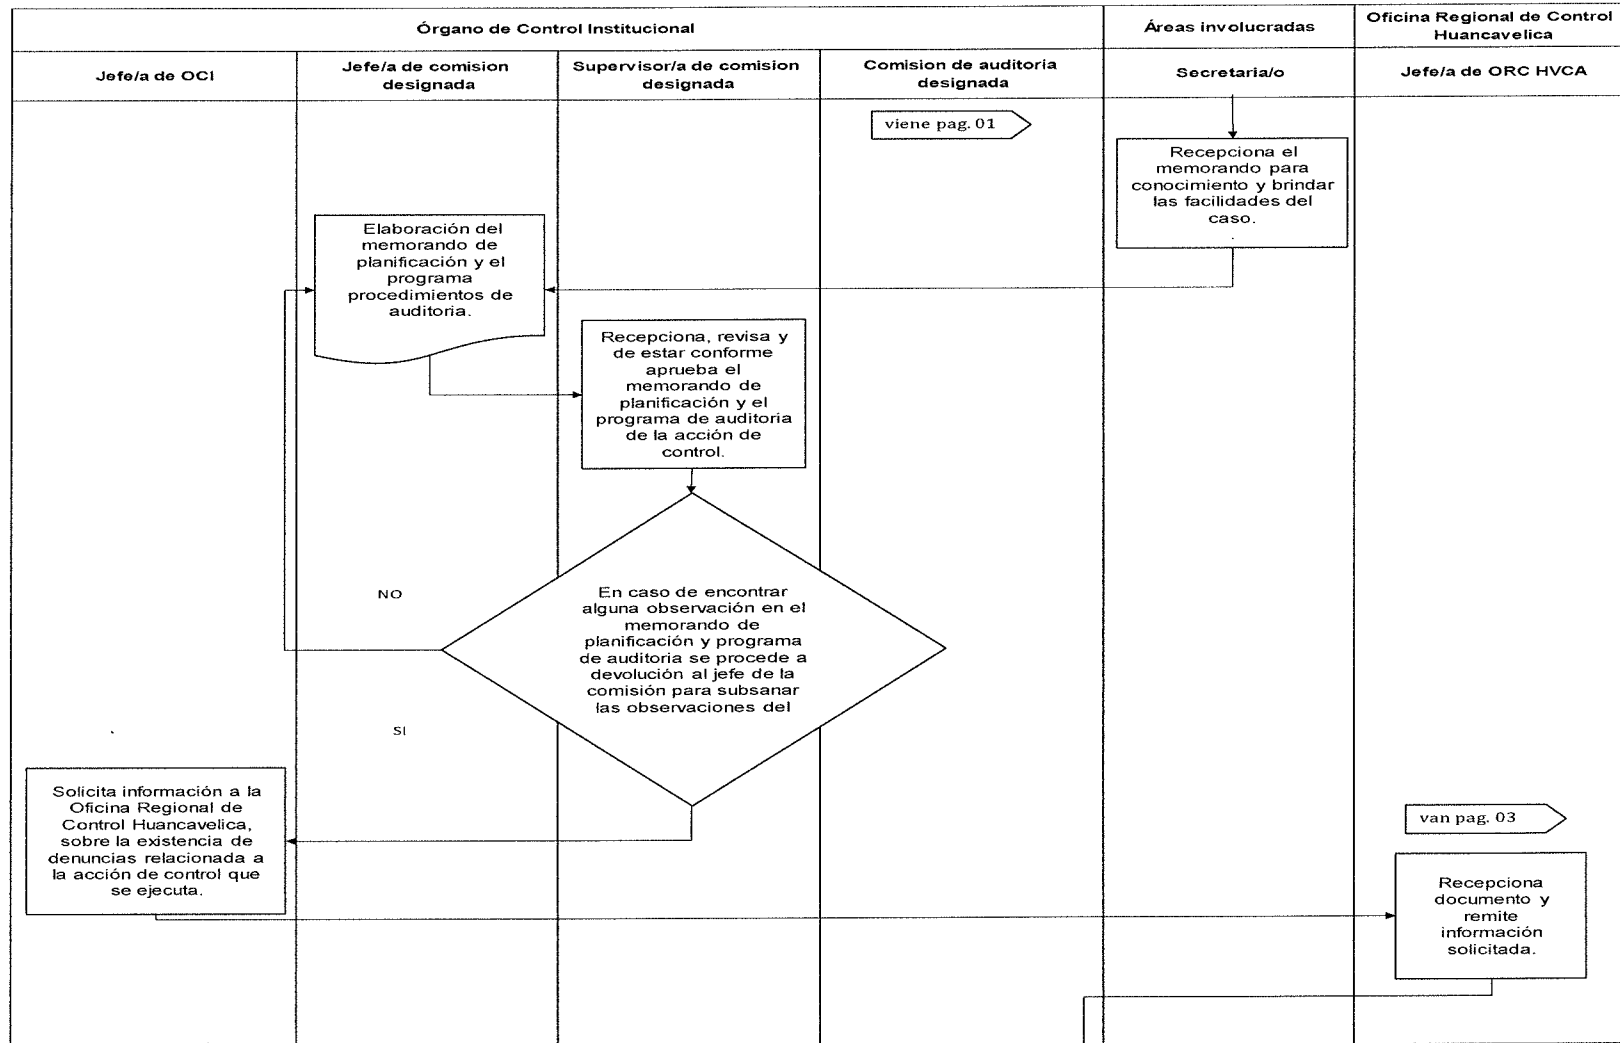 Órgano de Control Institucional
Áreas involucradas
Oficina Regional de Control
Huancavelica
Jefe/a de OCI
Jefe/a de comision
designada
Supervisor/a de comision
designada
Comision de auditoria
designada
Secretaria/o
Jefe/a de ORC HVCA
viene pag. 01
Recepciona el
memorando para
conocimiento y brindar
las facilidades del
caso.
Elaboración del
memorando de
planificación y el
programa
procedimientos de
auditoria.
Recepciona, revisa y
de estar conforme
aprueba el
memorando de
planificación y el
programa de auditoria
de la acción de
control.
NO
En caso de encontrar
alguna observación en el
memorando de
planificación y programa
de auditoria se procede a
devolución al jefe de la
comisión para subsanar
las observaciones del
SI
Solicita información a la
Oficina Regional de
Control Huancavelica,
sobre la existencia de
denuncias relacionada a
la acción de control que
se ejecuta.
van pag. 03
Recepciona
documento y
remite
información
solicitada.